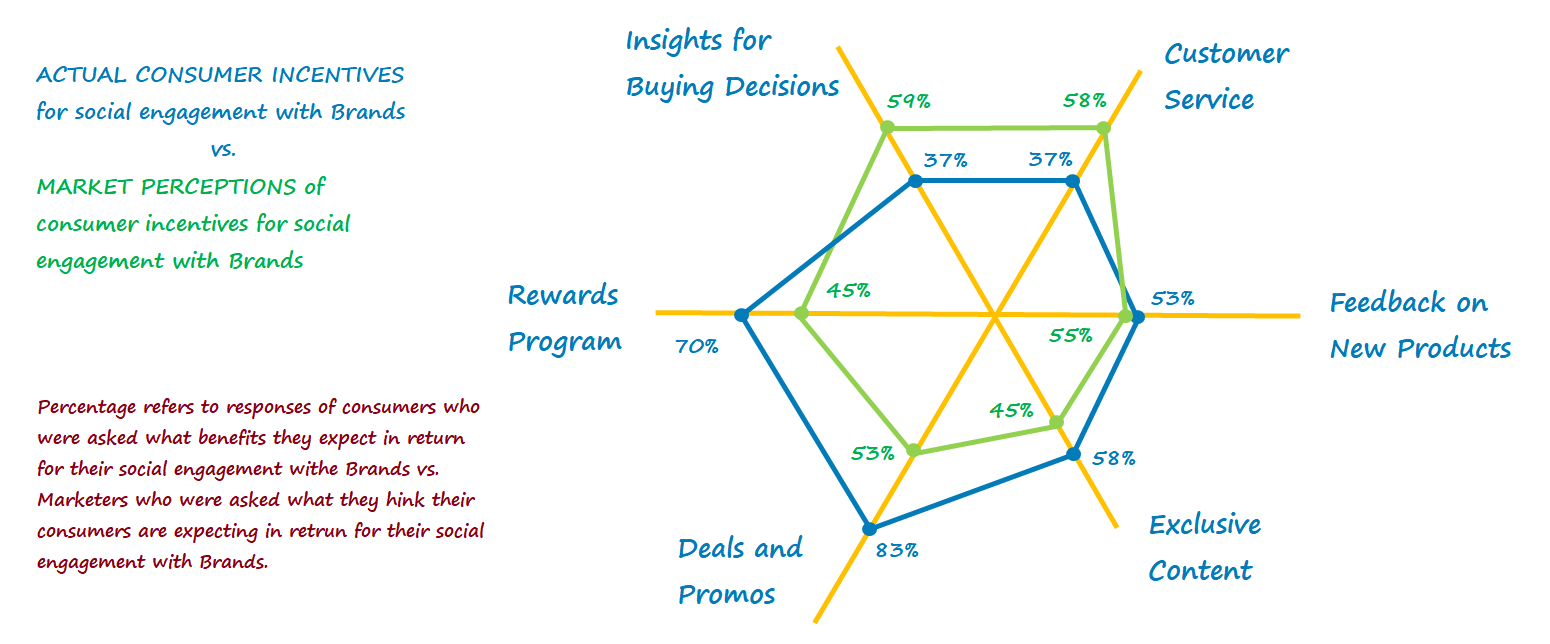 ACTUAL CONSUMER INCENTIVES
for social engagement with Brands
vs.
MARKET PERCEPTIONS of
consumer incentives for social
engagement with Brands
Percentage refers to responses of consumers who
were asked what benefits they expect in return
for their social engagement withe Brands vs.
Marketers who were asked what they hink their
consumers are expecting in retrun for their social
engagement with Brands.
Insights for
Buying Decisions
Customer
Service
59%
58%
37%
37%
Rewards
Program
45%
70%
53%
55%
Feedback on
New Products
45%
53%
58%
Deals and
Promos
83%
Exclusive
Content